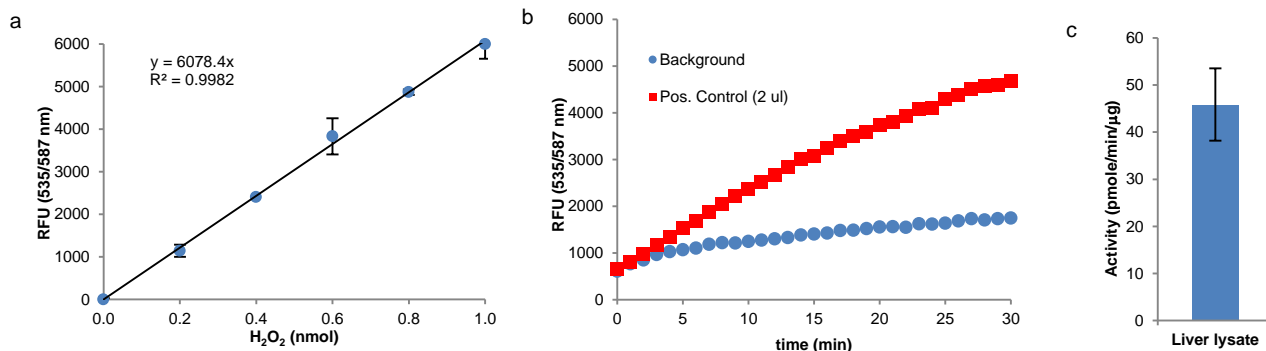 a
RFU (535/587 nm)
6000
5000
4000
3000
2000
1000
0
y = 6078.4x
R² = 0.9982
0.0 0.2 0.4 0.6 0.8 1.0
H₂O₂ (nmol)
b
RFU (535/587 nm)
6000
5000
4000
3000
2000
1000
0
Background
Pos. Control (2 ul)
0 5 10 15 20 25 30
time (min)
c
Activity (pmole/min/µg)
60
50
40
30
20
10
0
Liver lysate